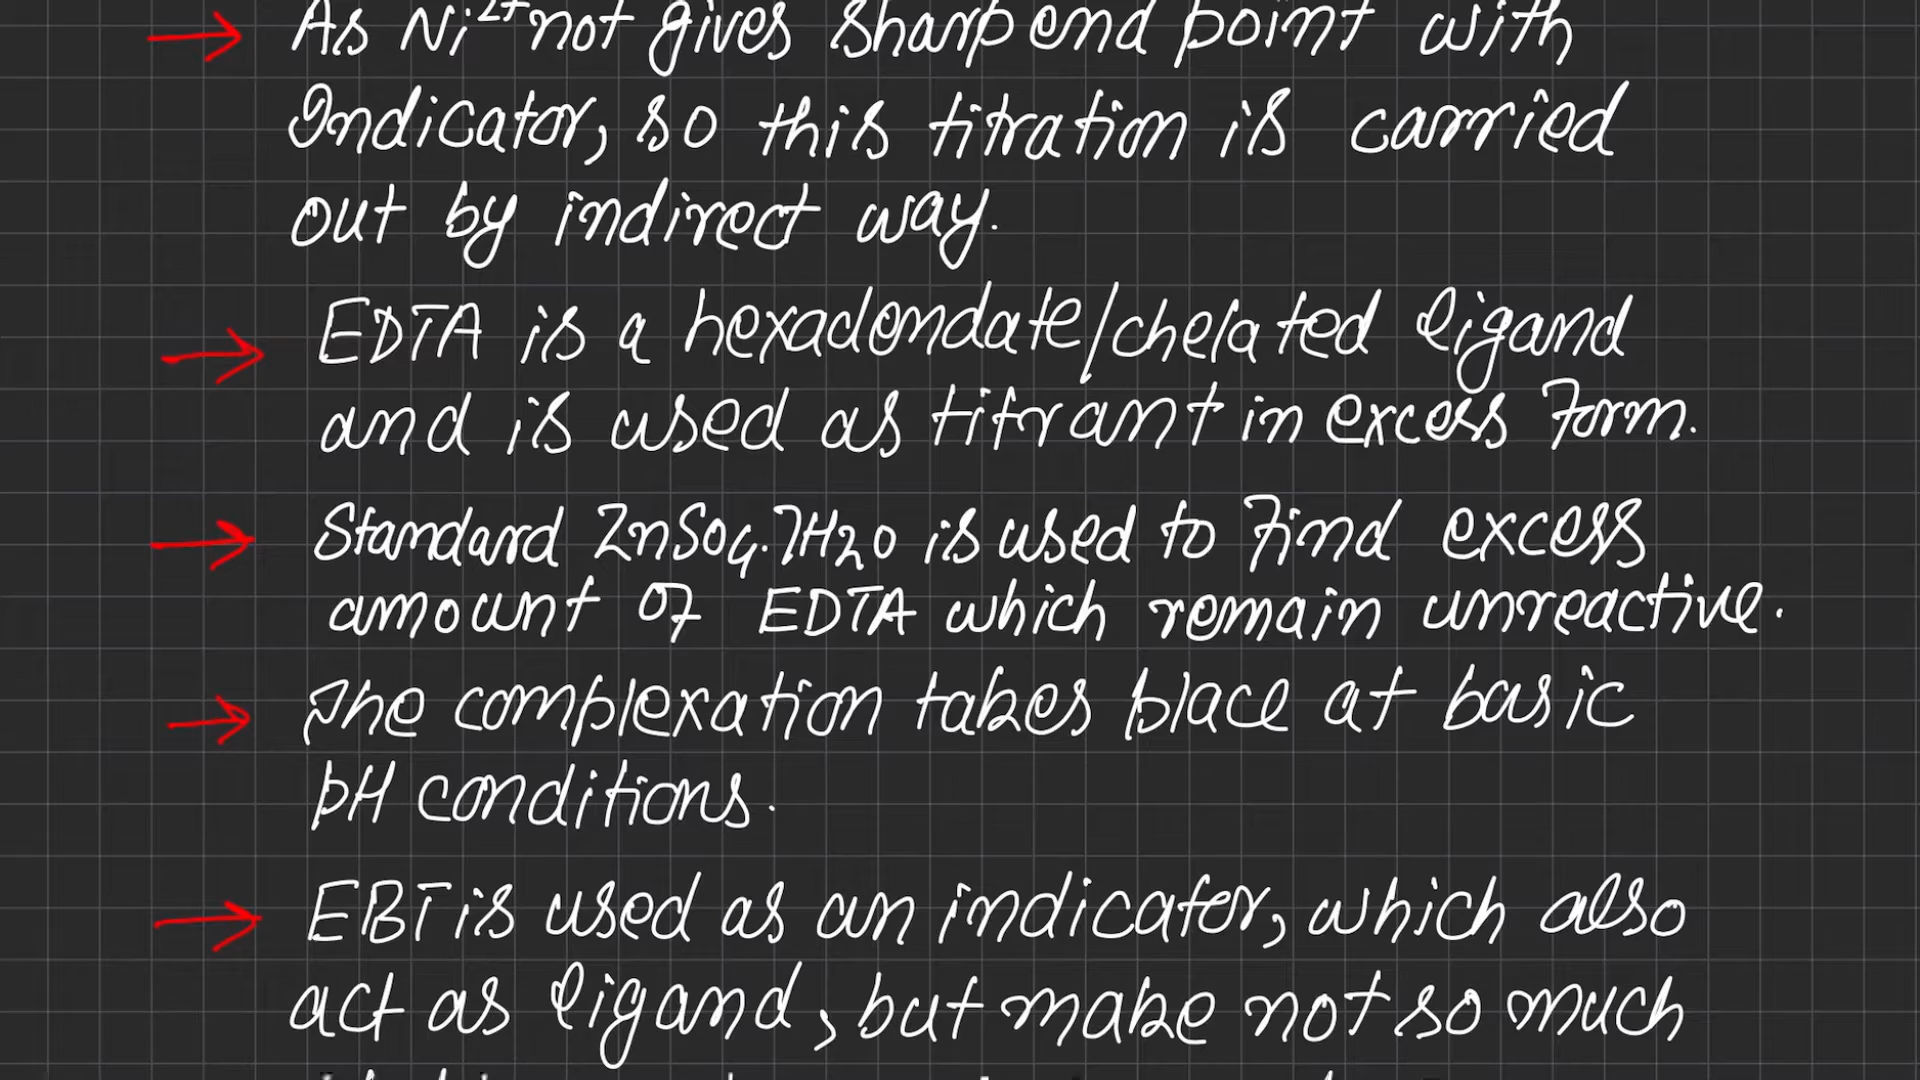 → As Ni²⁺ not gives sharp end point with
Indicator, so this titration is carried
out by indirect way.
→ EDTA is a hexadendate/chelated ligand
and is used as titrant in excess form.
→ Standard ZnSO4.7H2O is used to find excess
amount of EDTA which remain unreactive.
→ The complexation takes place at basic
pH conditions.
→ EBT is used as an indicator, which also
act as ligand, but make not so much